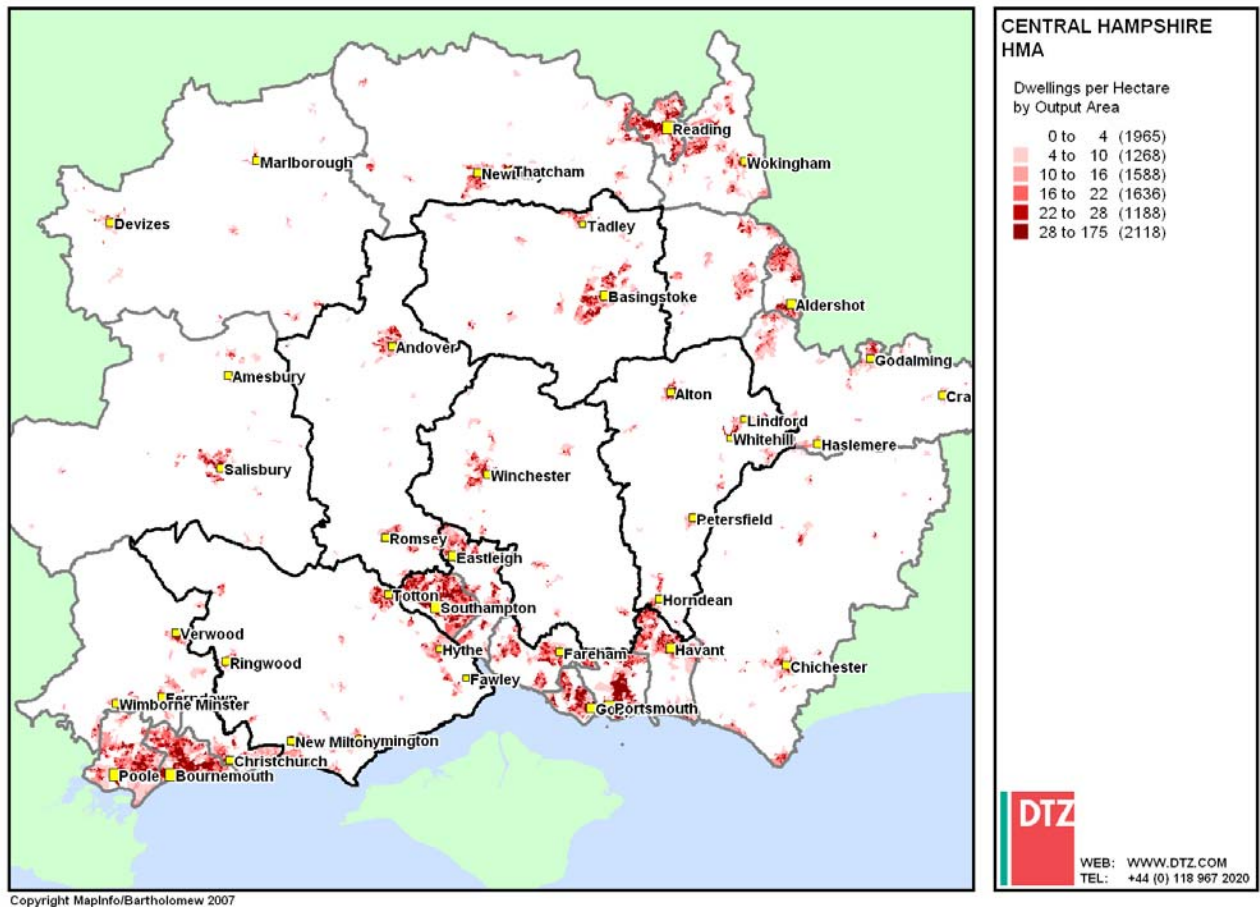 Reading
Marlborough
Wokingham
Thatcham
Devizes
Tadley
Basingstoke
Aldershot
Andover
Godalming
Amesbury
Alton
Cra
Lindford
Whitehill
Haslemere
Salisbury
Winchester
Petersfield
Romsey
Eastleigh
Totton
Southampton
Horndean
Verwood
Hythe
Fareham
Havant
Ringwood
Chichester
Fawley
Wimborne Minster
Portsmouth
New Milton
ymington
Christchurch
Poole
Bournemouth
CENTRAL HAMPSHIRE
HMA
Dwellings per Hectare
by Output Area
0 to 4 (1965)
4 to 10 (1268)
10 to 16 (1588)
16 to 22 (1636)
22 to 28 (1188)
28 to 175 (2118)
DTZ
WEB: WWW.DTZ.COM
TEL: +44 (0) 118 967 2020
Copyright MapInfo/Bartholomew 2007